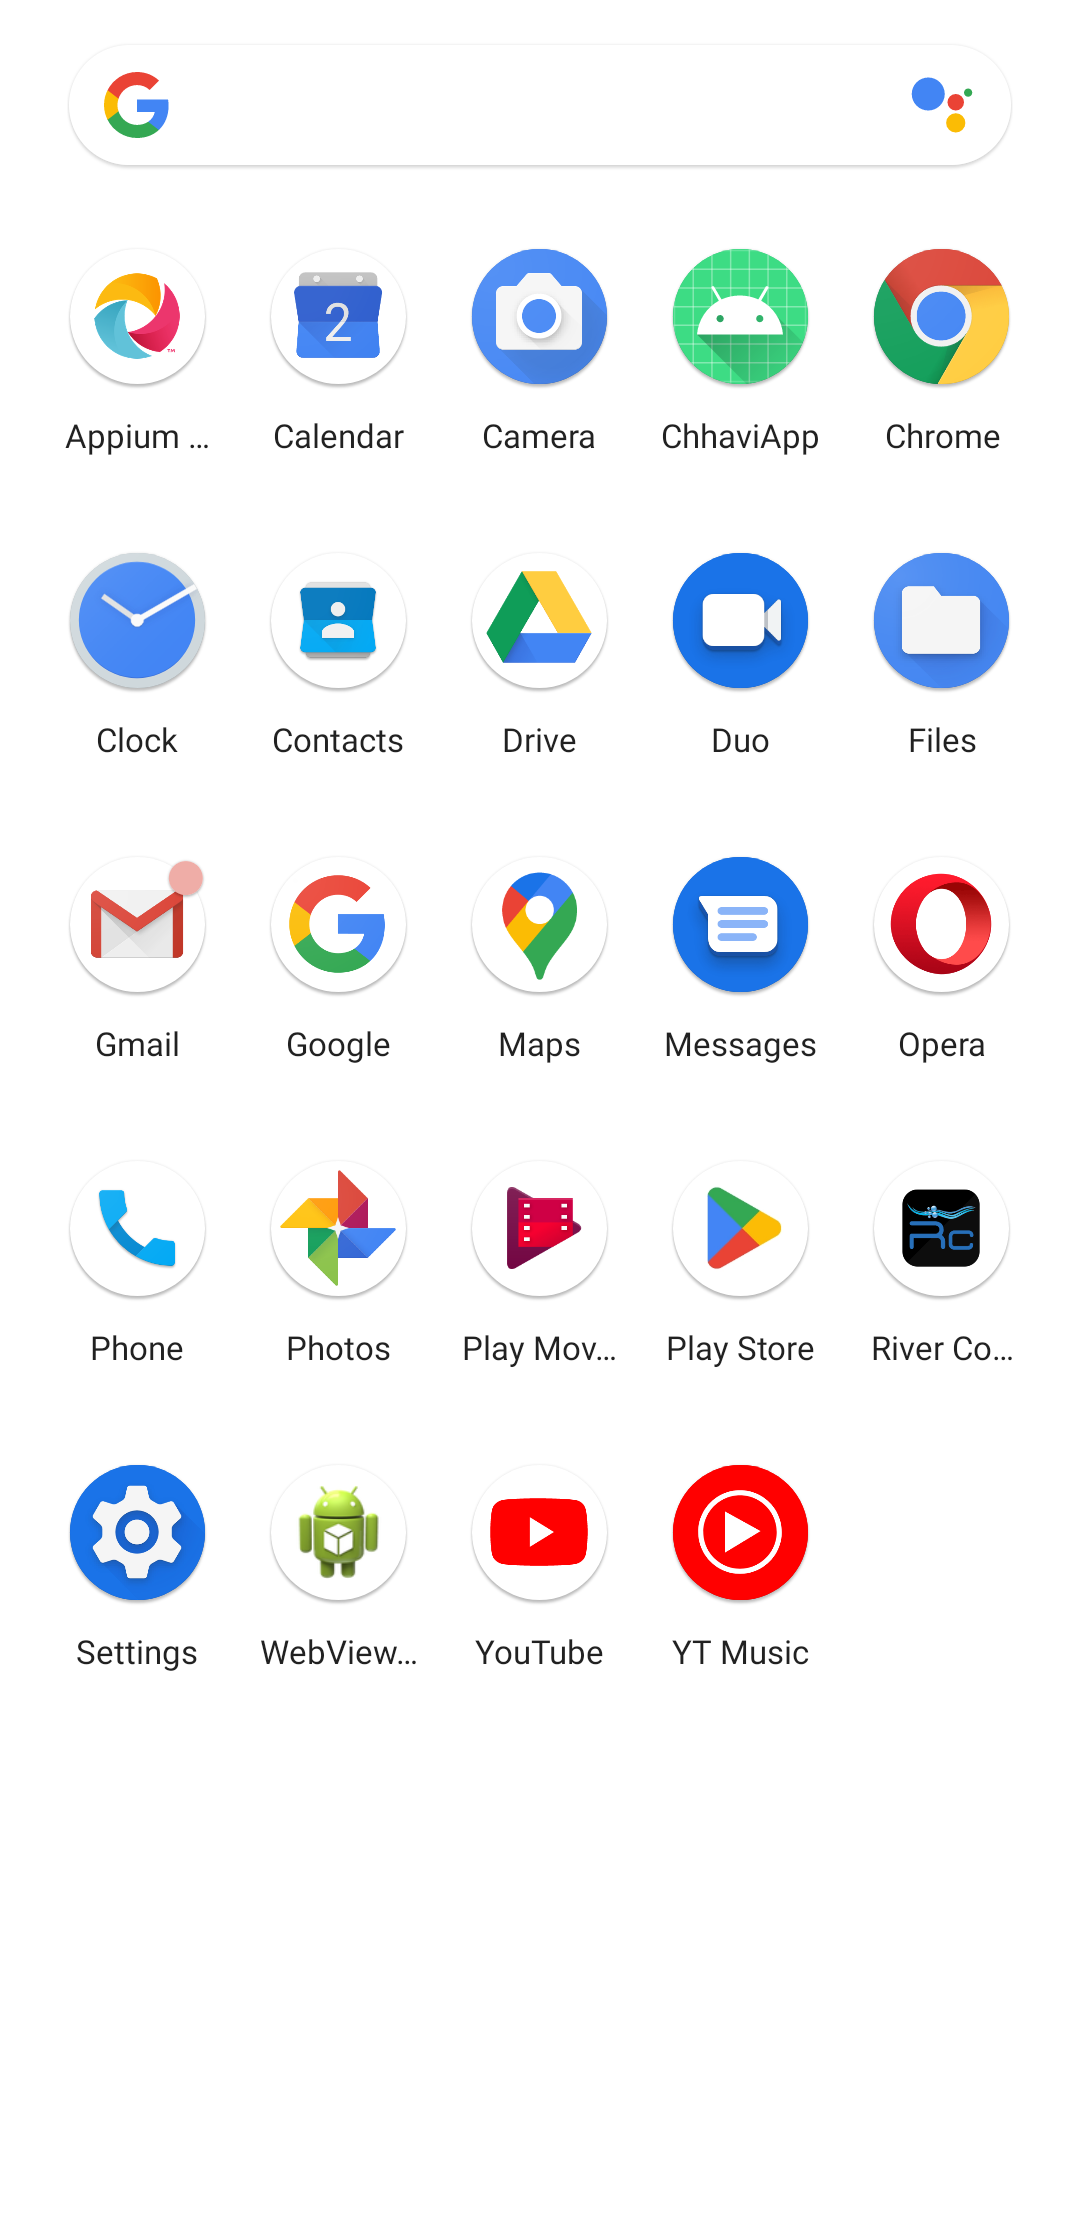 Appium ...
Calendar
Camera
ChhaviApp
Chrome
2
Clock
Contacts
Drive
Duo
Files
Gmail
Google
Maps
Messages
Opera
Phone
Photos
Play Mov...
Play Store
River Co...
Rc
Settings
WebView...
YouTube
YT Music